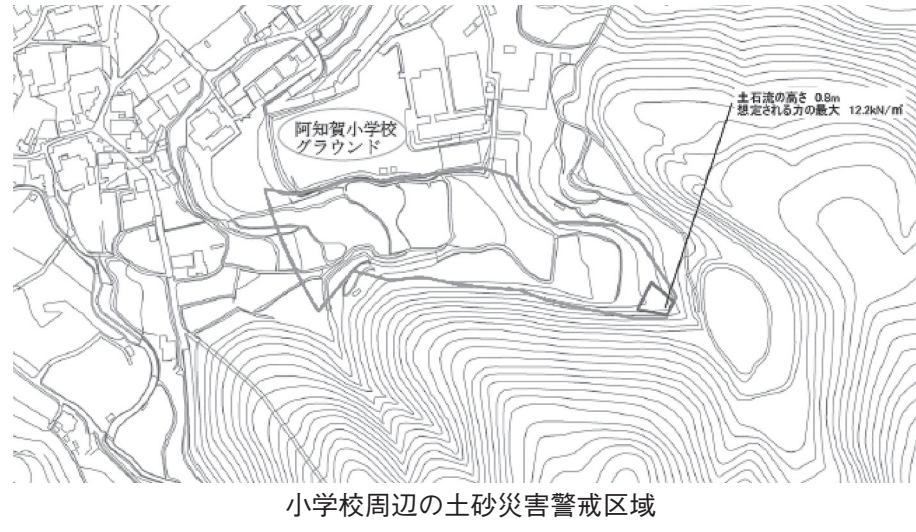 土石流の高さ 0.8m
想定される力の最大 12.2kN/㎡
阿知賀小学校
グラウンド
小学校周辺の土砂災害警戒区域